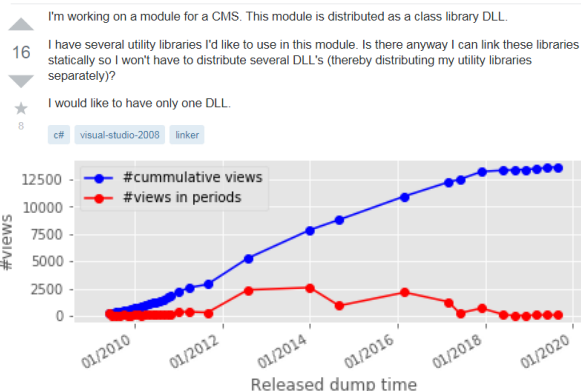 I'm working on a module for a CMS. This module is distributed as a class library DLL.
16
I have several utility libraries I'd like to use in this module. Is there anyway I can link these libraries
statically so I won't have to distribute several DLL's (thereby distributing my utility libraries
separately)?
8
I would like to have only one DLL.
c#
visual-studio-2008
linker
#cummulative views
#views in periods
#views
12500
10000
7500
5000
2500
0
01/2010
01/2012
01/2014
01/2016
01/2018
01/2020
Released dump time